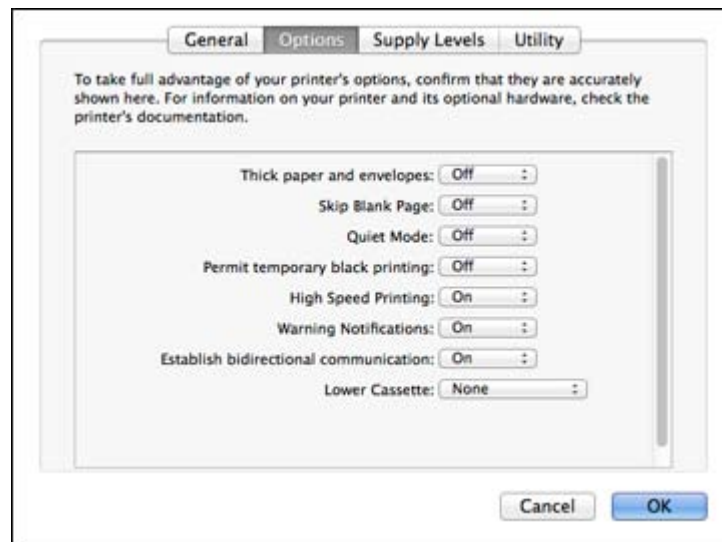 General Options Supply Levels Utility
To take full advantage of your printer's options, confirm that they are accurately
shown here. For information on your printer and its optional hardware, check the
printer's documentation.
Thick paper and envelopes: Off
Skip Blank Page: Off
Quiet Mode: Off
Permit temporary black printing: Off
High Speed Printing: On
Warning Notifications: On
Establish bidirectional communication: On
Lower Cassette: None
Cancel OK